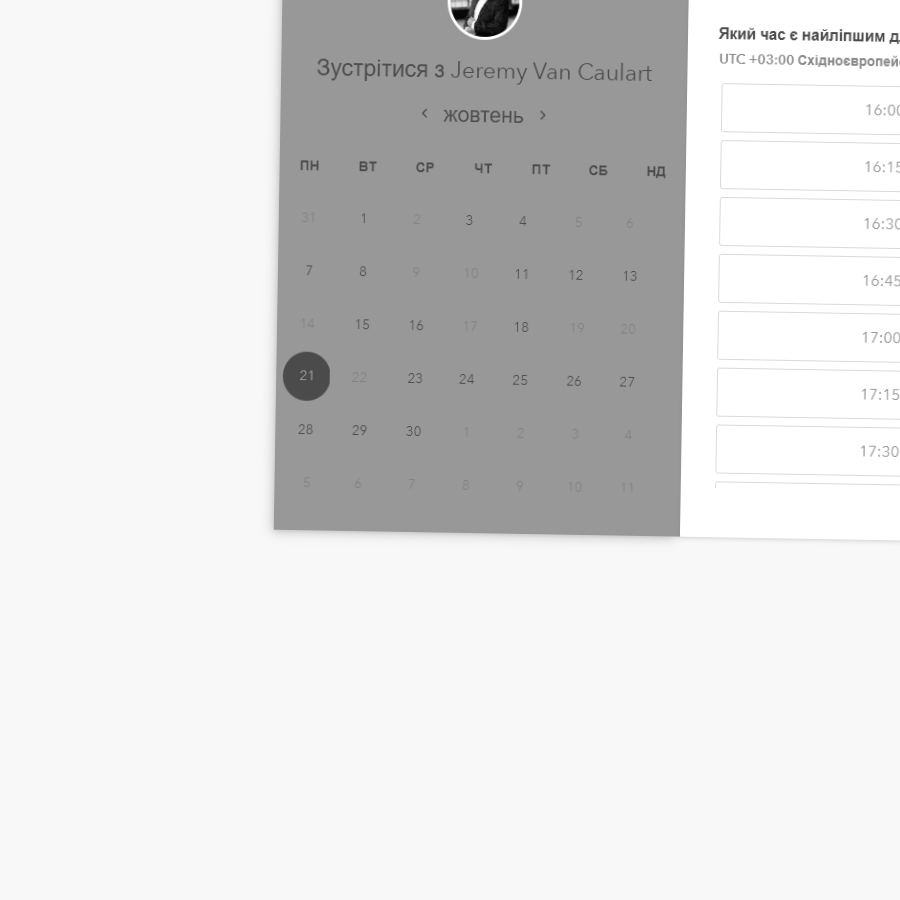 Зустрітися з Jeremy Van Caulart
‹ жовтень ›
ПН ВТ СР ЧТ ПТ СБ НД
31 1 2 3 4 5 6
7 8 9 10 11 12 13
14 15 16 17 18 19 20
21 22 23 24 25 26 27
28 29 30 1 2 3 4
5 6 7 8 9 10 11
Який час є найліпшим
UTC +03:00
16:00
16:15
16:30
16:45
17:00
17:15
17:30